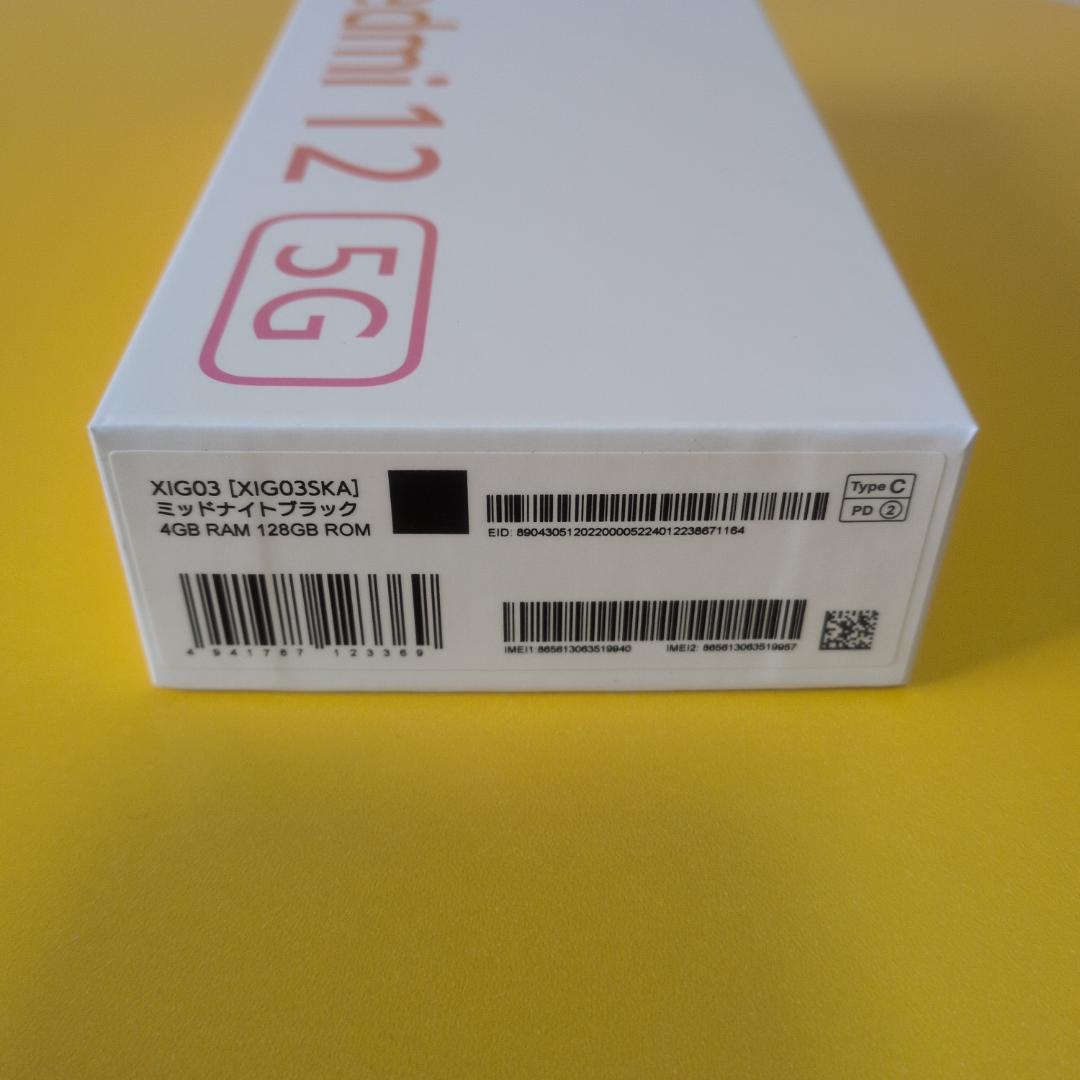 edmi 12
5G
XIG03 [XIG03SKA]
ミッドナイトブラック
4GB RAM 128GB ROM
EID: 89043051202200005224012238671164
Type C
PD 2
4 941787 123369
IMEI1:865613063519940
IMEI2: 865613063519957